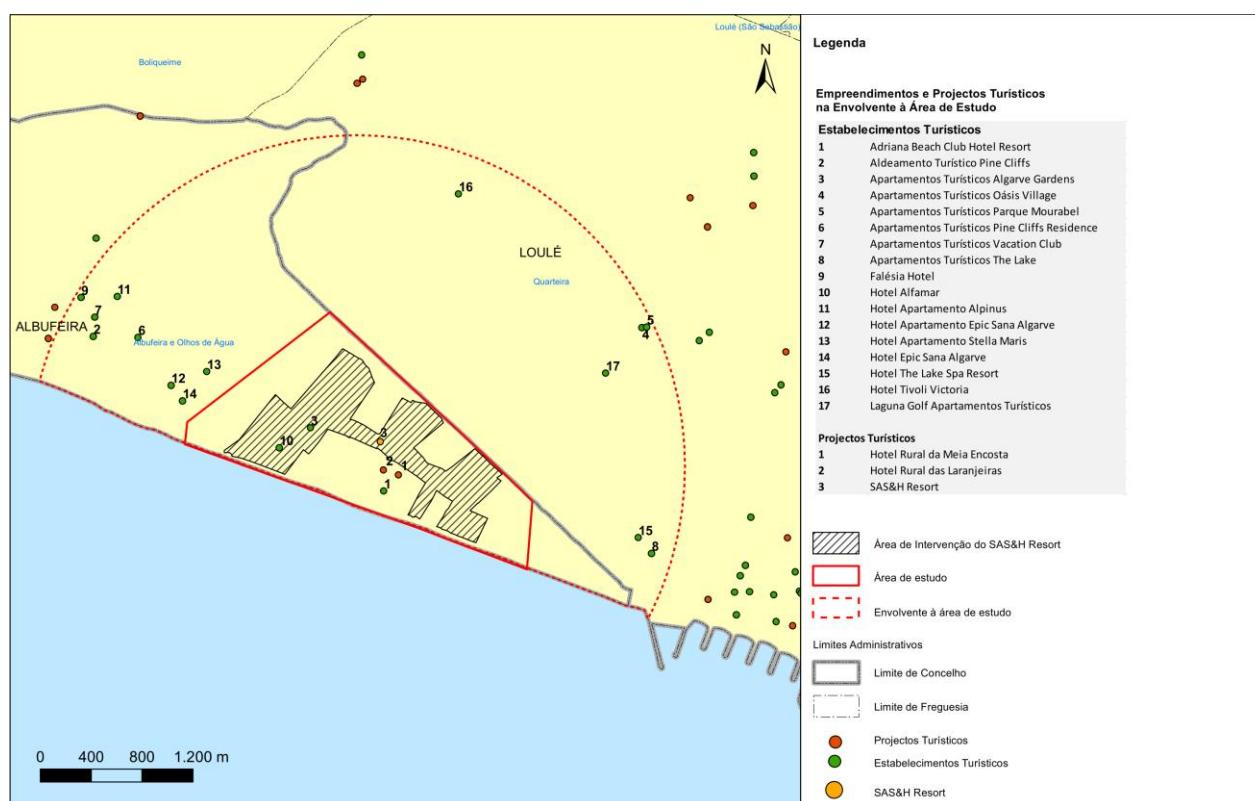 Boliqueime
Loulé (São Sebastião)
N
16
LOULÉ
Quarteira
9
11
7
2
ALBUFEIRA
6
Albufeira e Olhos de Água
5
4
17
13
12
14
3
10
3
2
1
1
15
8
0 400 800 1.200 m
Legenda
Empreendimentos e Projectos Turísticos
na Envolvente à Área de Estudo
Estabelecimentos Turísticos
1 Adriana Beach Club Hotel Resort
2 Aldeamento Turístico Pine Cliffs
3 Apartamentos Turísticos Algarve Gardens
4 Apartamentos Turísticos Oásis Village
5 Apartamentos Turísticos Parque Mourabel
6 Apartamentos Turísticos Pine Cliffs Residence
7 Apartamentos Turísticos Vacation Club
8 Apartamentos Turísticos The Lake
9 Falésia Hotel
10 Hotel Alfamar
11 Hotel Apartamento Alpinus
12 Hotel Apartamento Epic Sana Algarve
13 Hotel Apartamento Stella Maris
14 Hotel Epic Sana Algarve
15 Hotel The Lake Spa Resort
16 Hotel Tivoli Victoria
17 Laguna Golf Apartamentos Turísticos
Projectos Turísticos
1 Hotel Rural da Meia Encosta
2 Hotel Rural das Laranjeiras
3 SAS&H Resort
Área de Intervenção do SAS&H Resort
Área de estudo
Envolvente à área de estudo
Limites Administrativos
Limite de Concelho
Limite de Freguesia
Projectos Turísticos
Estabelecimentos Turísticos
SAS&H Resort